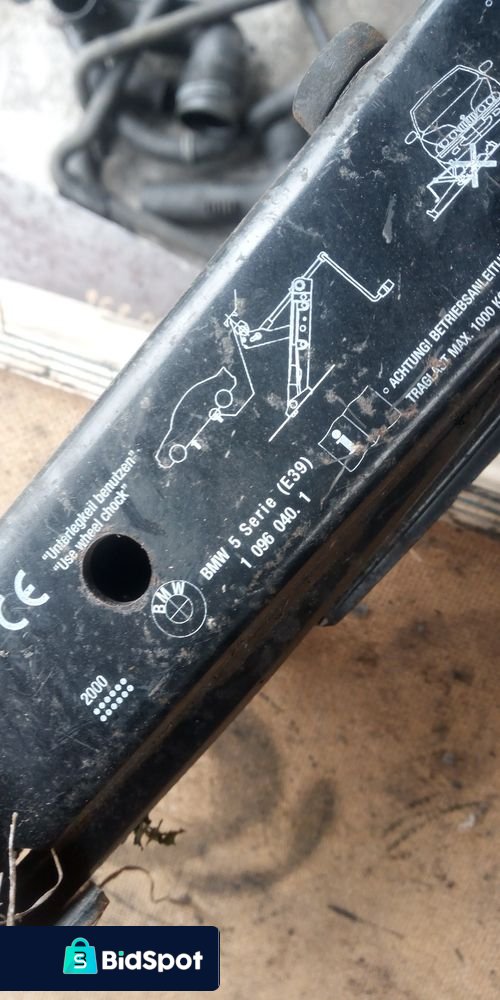 ° ACHTUNG! BETRIEBSANLEITUN
TRAGLAST MAX. 1000 K
i
"Unterlegkeil benutzen"
"Use wheel chock"
BMW 5 Serie (E39)
1 096 040. 1
BMW
CE
2000
S BidSpot